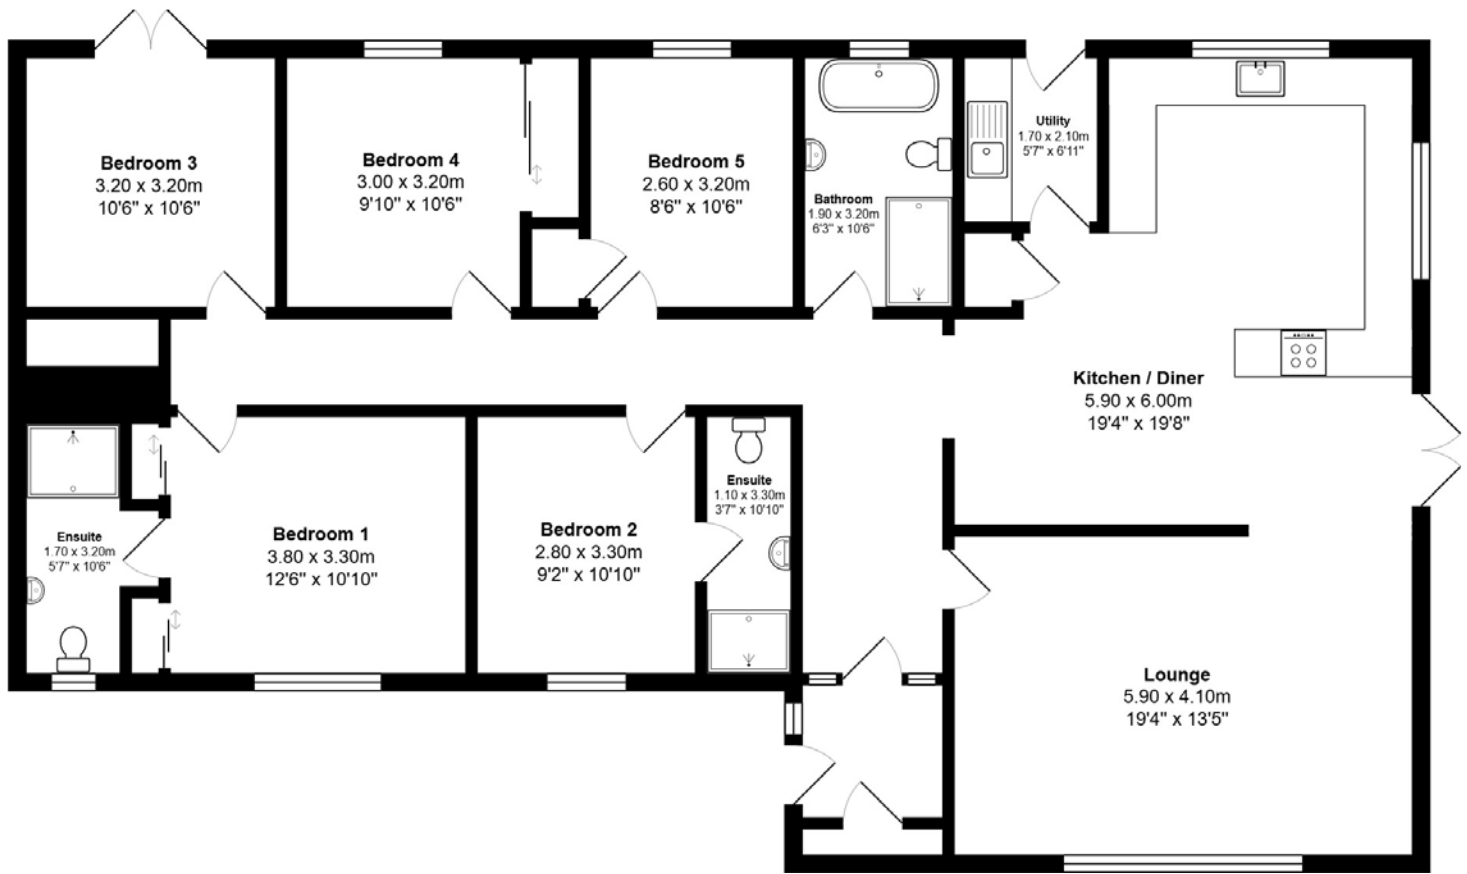 Bedroom 3
3.20 x 3.20m
10'6" x 10'6"
Bedroom 4
3.00 x 3.20m
9'10" x 10'6"
Bedroom 5
2.60 x 3.20m
8'6" x 10'6"
Bathroom
1.90 x 3.20m
6'3" x 10'6"
Utility
1.70 x 2.10m
5'7" x 6'11"
Kitchen / Diner
5.90 x 6.00m
19'4" x 19'8"
Ensuite
1.70 x 3.20m
5'7" x 10'6"
Bedroom 1
3.80 x 3.30m
12'6" x 10'10"
Bedroom 2
2.80 x 3.30m
9'2" x 10'10"
Ensuite
1.10 x 3.30m
3'7" x 10'10"
Lounge
5.90 x 4.10m
19'4" x 13'5"